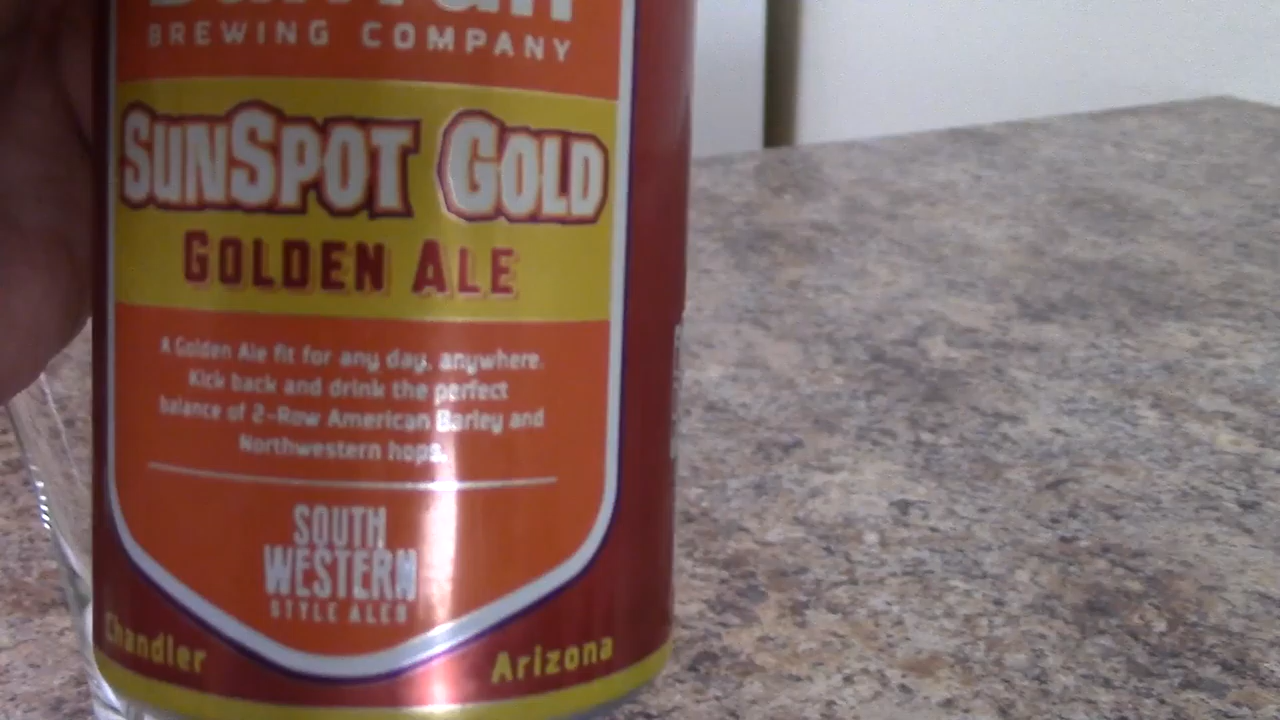 BREWING COMPANY
SUNSPOT GOLD
GOLDEN ALE
A Golden Ale fit for any day, anywhere.
Kick back and drink the perfect
balance of 2-Row American Barley and
Northwestern hops.
SOUTH
WESTERN
STYLE ALES
Chandler Arizona